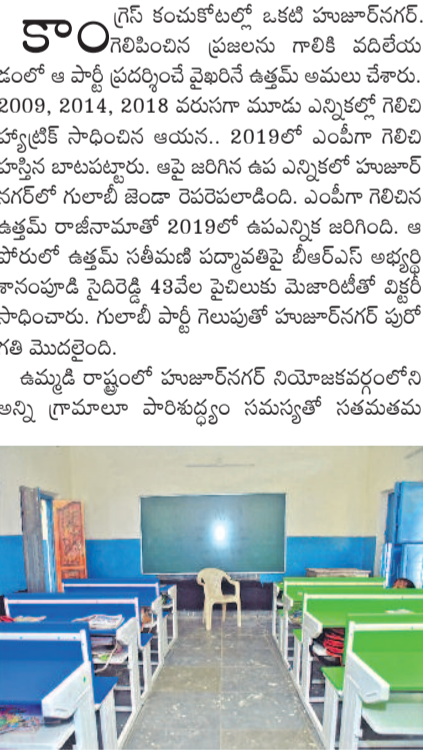 కాంగ్రెస్ కంచుకోటల్లో ఒకటి హుజూర్‌నగర్.
గెలిపించిన ప్రజలను గాలికి వదిలేయ
డంలో ఆ పార్టీ ప్రదర్శించే వైఖరినే ఉత్తమ్ అమలు చేశారు.
2009, 2014, 2018 వరుసగా మూడు ఎన్నికల్లో గెలిచి
హ్యాట్రిక్ సాధించిన ఆయన.. 2019లో ఎంపీగా గెలిచి
హస్తిన బాటపట్టారు. ఆపై జరిగిన ఉప ఎన్నికలో హుజూర్
నగర్‌లో గులాబీ జెండా రెపరెపలాడింది. ఎంపీగా గెలిచిన
ఉత్తమ్ రాజీనామాతో 2019లో ఉపఎన్నిక జరిగింది. ఆ
పోరులో ఉత్తమ్ సతీమణి పద్మావతిపై బీఆర్ఎస్ అభ్యర్థి
శానంపూడి సైదిరెడ్డి 43వేల పైచిలుకు మెజారిటీతో విక్టరీ
సాధించారు. గులాబీ పార్టీ గెలుపుతో హుజూర్‌నగర్ పురో
గతి మొదలైంది.
ఉమ్మడి రాష్ట్రంలో హుజూర్‌నగర్ నియోజకవర్గంలోని
అన్ని గ్రామాలూ పారిశుద్ధ్యం సమస్యతో సతమతమ